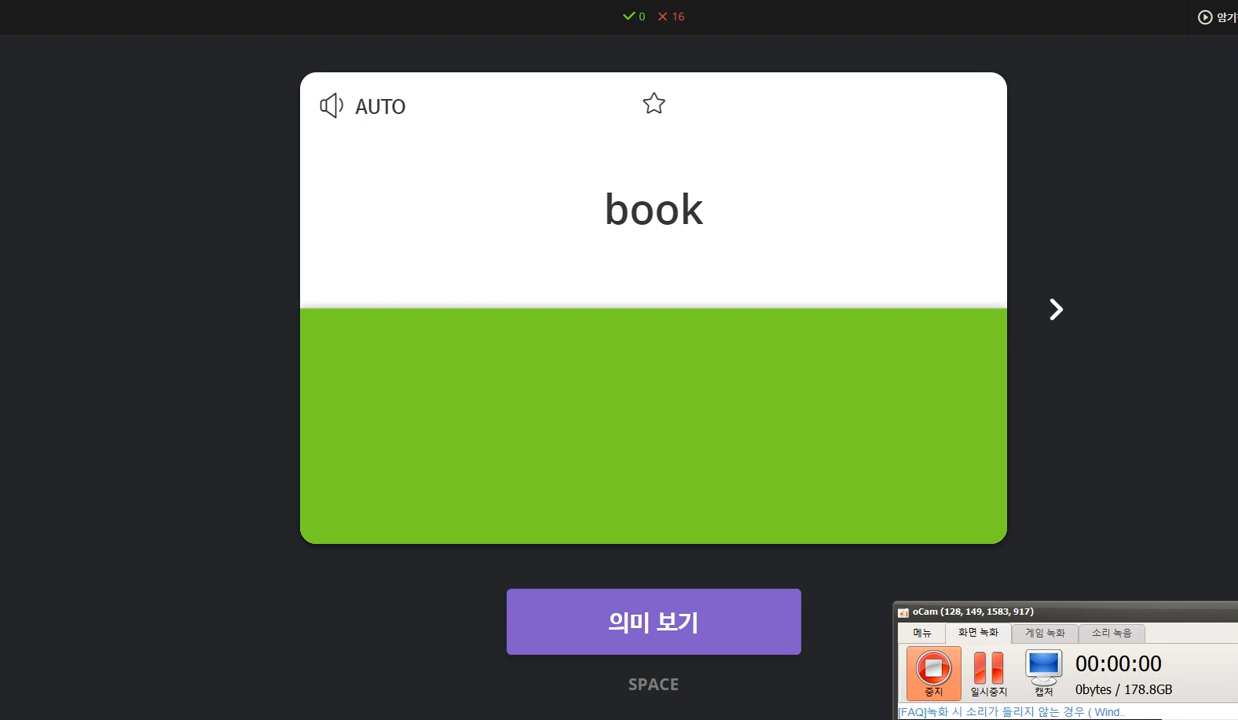 0 16
암기
AUTO
book
의미 보기
SPACE
oCam (128, 149, 1583, 917)
메뉴 화면 녹화 게임 녹화 소리 녹음
중지 일시중지 캡처
00:00:00
0bytes / 178.8GB
[FAQ]녹화 시 소리가 들리지 않는 경우 ( Wind..